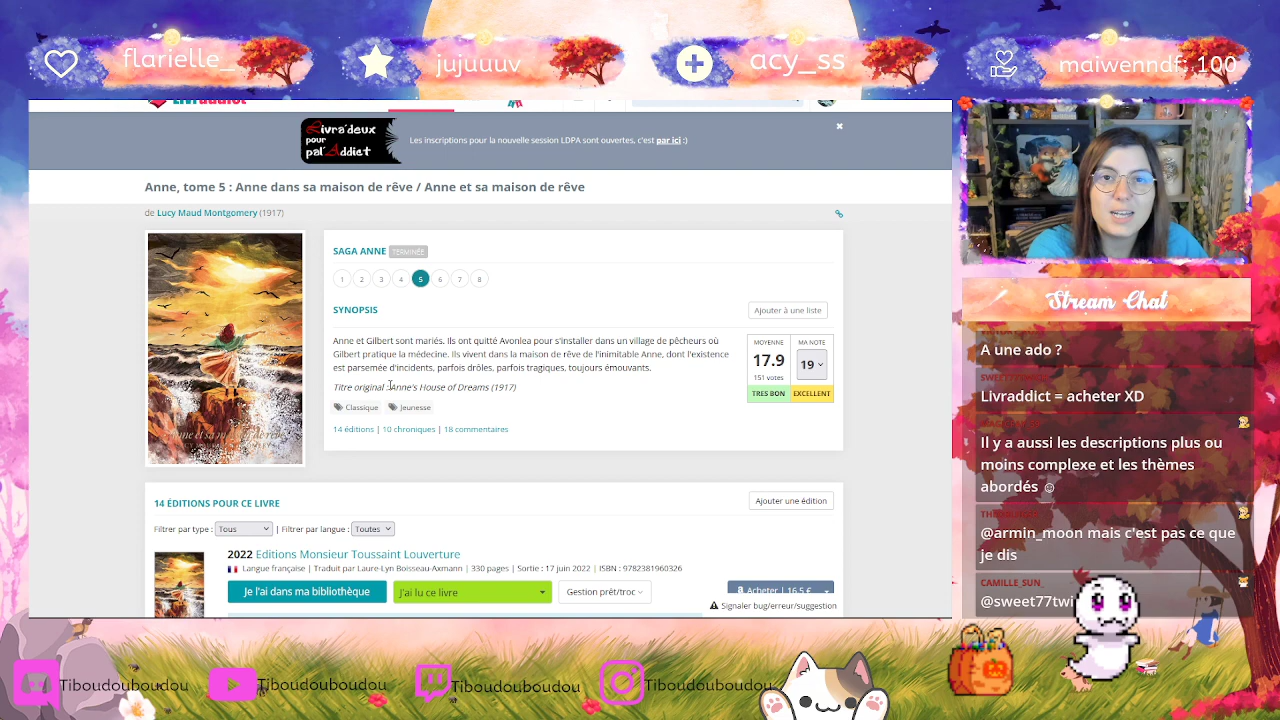 flarielle_
jujuuuv
acy_ss
maiwenndf: 100
Livraddict
Livra'deux
pour
pal'Addict
Les inscriptions pour la nouvelle session LDPA sont ouvertes, c'est par ici :)
Anne, tome 5 : Anne dans sa maison de rêve / Anne et sa maison de rêve
de Lucy Maud Montgomery (1917)
SAGA ANNE TERMINÉE
1 2 3 4 5 6 7 8
SYNOPSIS
Ajouter à une liste
Anne et Gilbert sont mariés. Ils ont quitté Avonlea pour s'installer dans un village de pêcheurs où
Gilbert pratique la médecine. Ils vivent dans la maison de rêve de l'inimitable Anne, dont l'existence
est parsemée d'incidents, parfois drôles, parfois tragiques, toujours émouvants.
Titre original : Anne's House of Dreams (1917)
Classique Jeunesse
14 éditions | 10 chroniques | 18 commentaires
MOYENNE
17.9
151 votes
TRES BON
MA NOTE
19
EXCELLENT
14 ÉDITIONS POUR CE LIVRE
Ajouter une édition
Filtrer par type : Tous | Filtrer par langue : Toutes
2022 Editions Monsieur Toussaint Louverture
Langue française | Traduit par Laure-Lyn Boisseau-Axmann | 330 pages | Sortie : 17 juin 2022 | ISBN : 9782381960326
Je l'ai dans ma bibliothèque
J'ai lu ce livre
Gestion prêt/troc
Acheter | 16.5 €
Signaler bug/erreur/suggestion
Stream Chat
A une ado ?
Livraddict = acheter XD
Il y a aussi les descriptions plus ou
moins complexe et les thèmes
abordés
@armin_moon mais c'est pas ce que
je dis
CAMILLE_SUN_
@sweet77twi
Tiboudouboudou
Tiboudouboudou
Tiboudouboudou
Tiboudouboudou